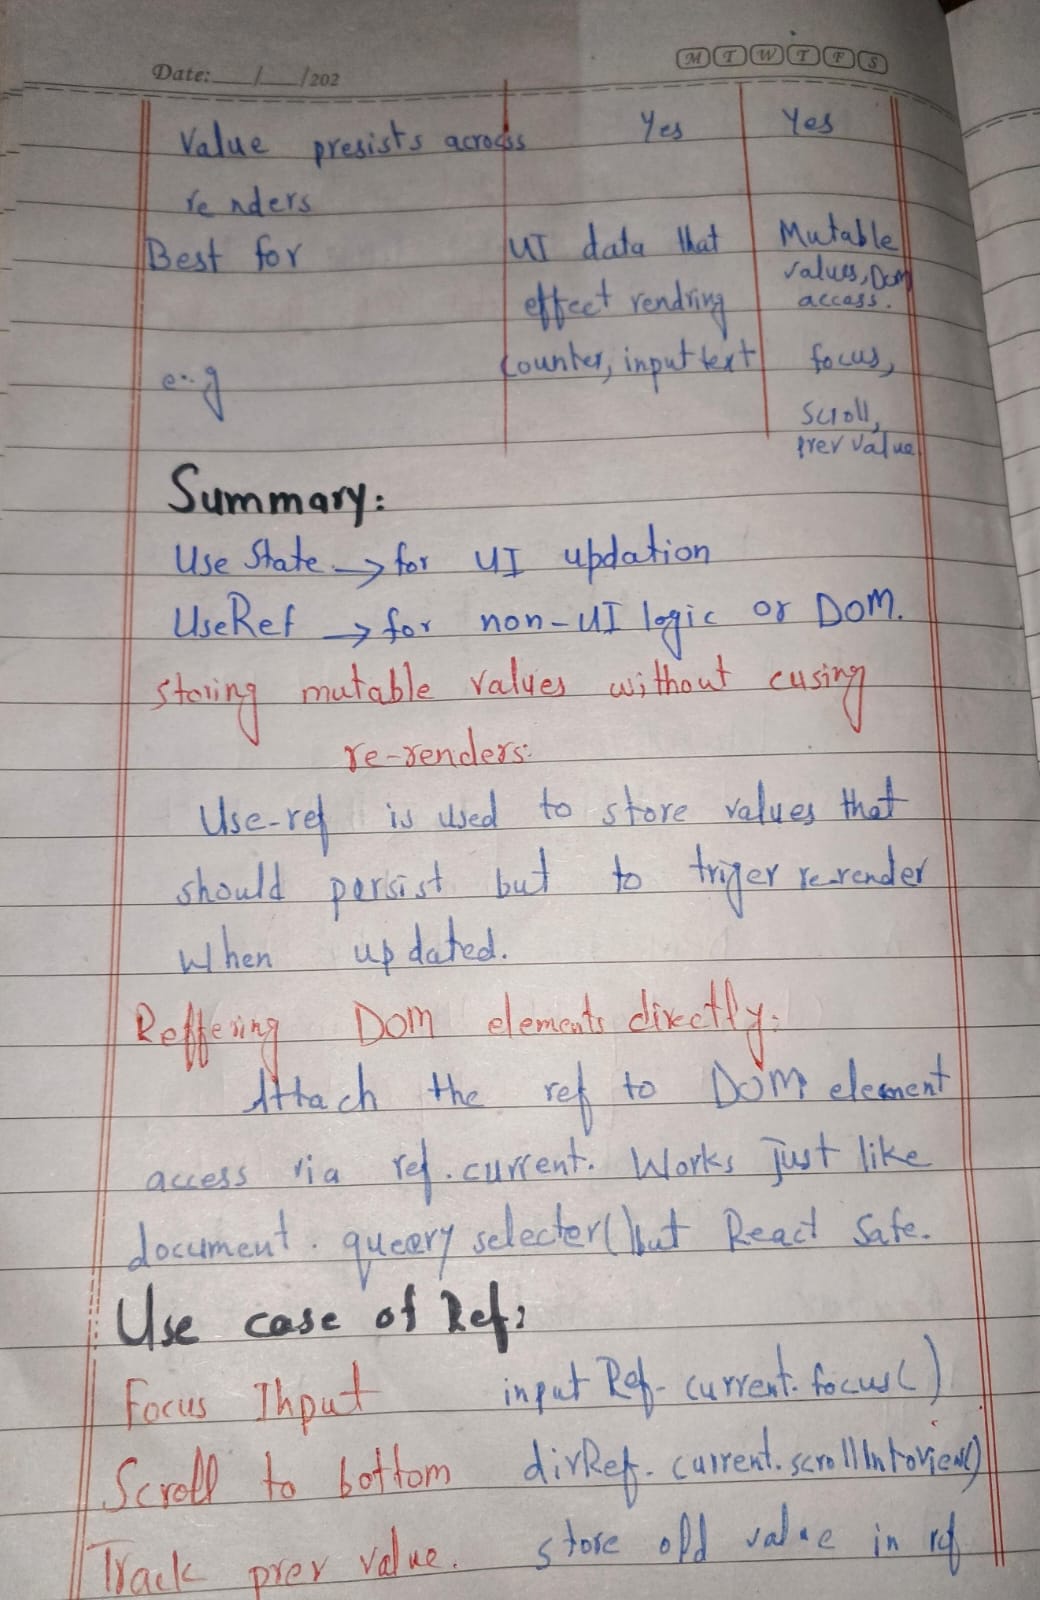 Date: __/__/202
M T W T F S
Value presists across Yes Yes
renders
Best for UI data that Mutable
values, Dom
effect rendring access.
e.g counter, input text focus,
Scroll,
prev value
Summary:
Use State → for UI updation
UseRef → for non-UI logic or DOM.
storing mutable values without cusing
re-renders:
Use-ref is used to store values that
should persist but to triger re-render
when updated.
Reffering DOM elements directly:
Attach the ref to DOM element
access via ref.current. Works just like
document.queery selecter() but React Safe.
Use case of Ref:
Focus Input input Ref.current.focus()
Scroll to bottom divRef.current.scrollIntoview()
Track prev value. store old value in ref